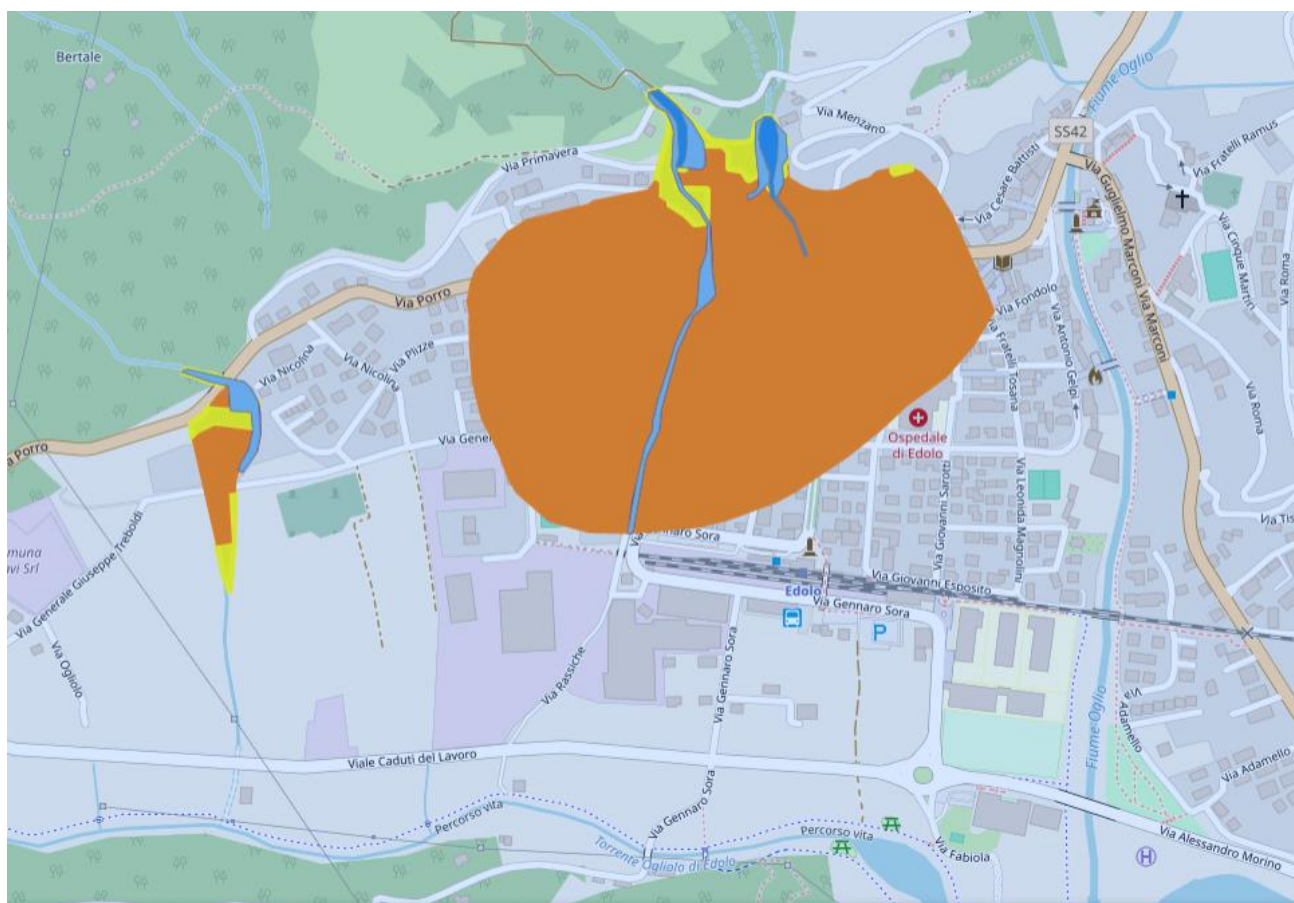 Bertale
Via Primavera
Via Menzano
Fiume Oglio
SS42
Via Fratelli Ramus
Via Cesare Battisti
Via Guglielmo Marconi
Via Marconi
Via Cinque Martiri
Via Roma
Via Porro
Via Fondolo
Via Nicolina
Via Nicolina
Via Plizze
Via Fratelli Tosana
Via Antonio Gelpi
Via Roma
a Porro
Via Gener
Ospedale
di Edolo
Via Giovanni Sarotti
Via Leonida Magnolini
Via Tis
muna
vi Srl
Via Generale Giuseppe Treboldi
Sora
Via Giovanni Esposito
Edolo
Via Gennaro Sora
P
Via Ogliolo
Via Rassiche
Via Gennaro Sora
Fiume Oglio
Via
Adamello
Via Adamello
Viale Caduti del Lavoro
Percorso vita
Via Gennaro Sora
Percorso vita
Torrente Ogliolo di Edolo
Via Fabiola
Via Alessandro Morino
H